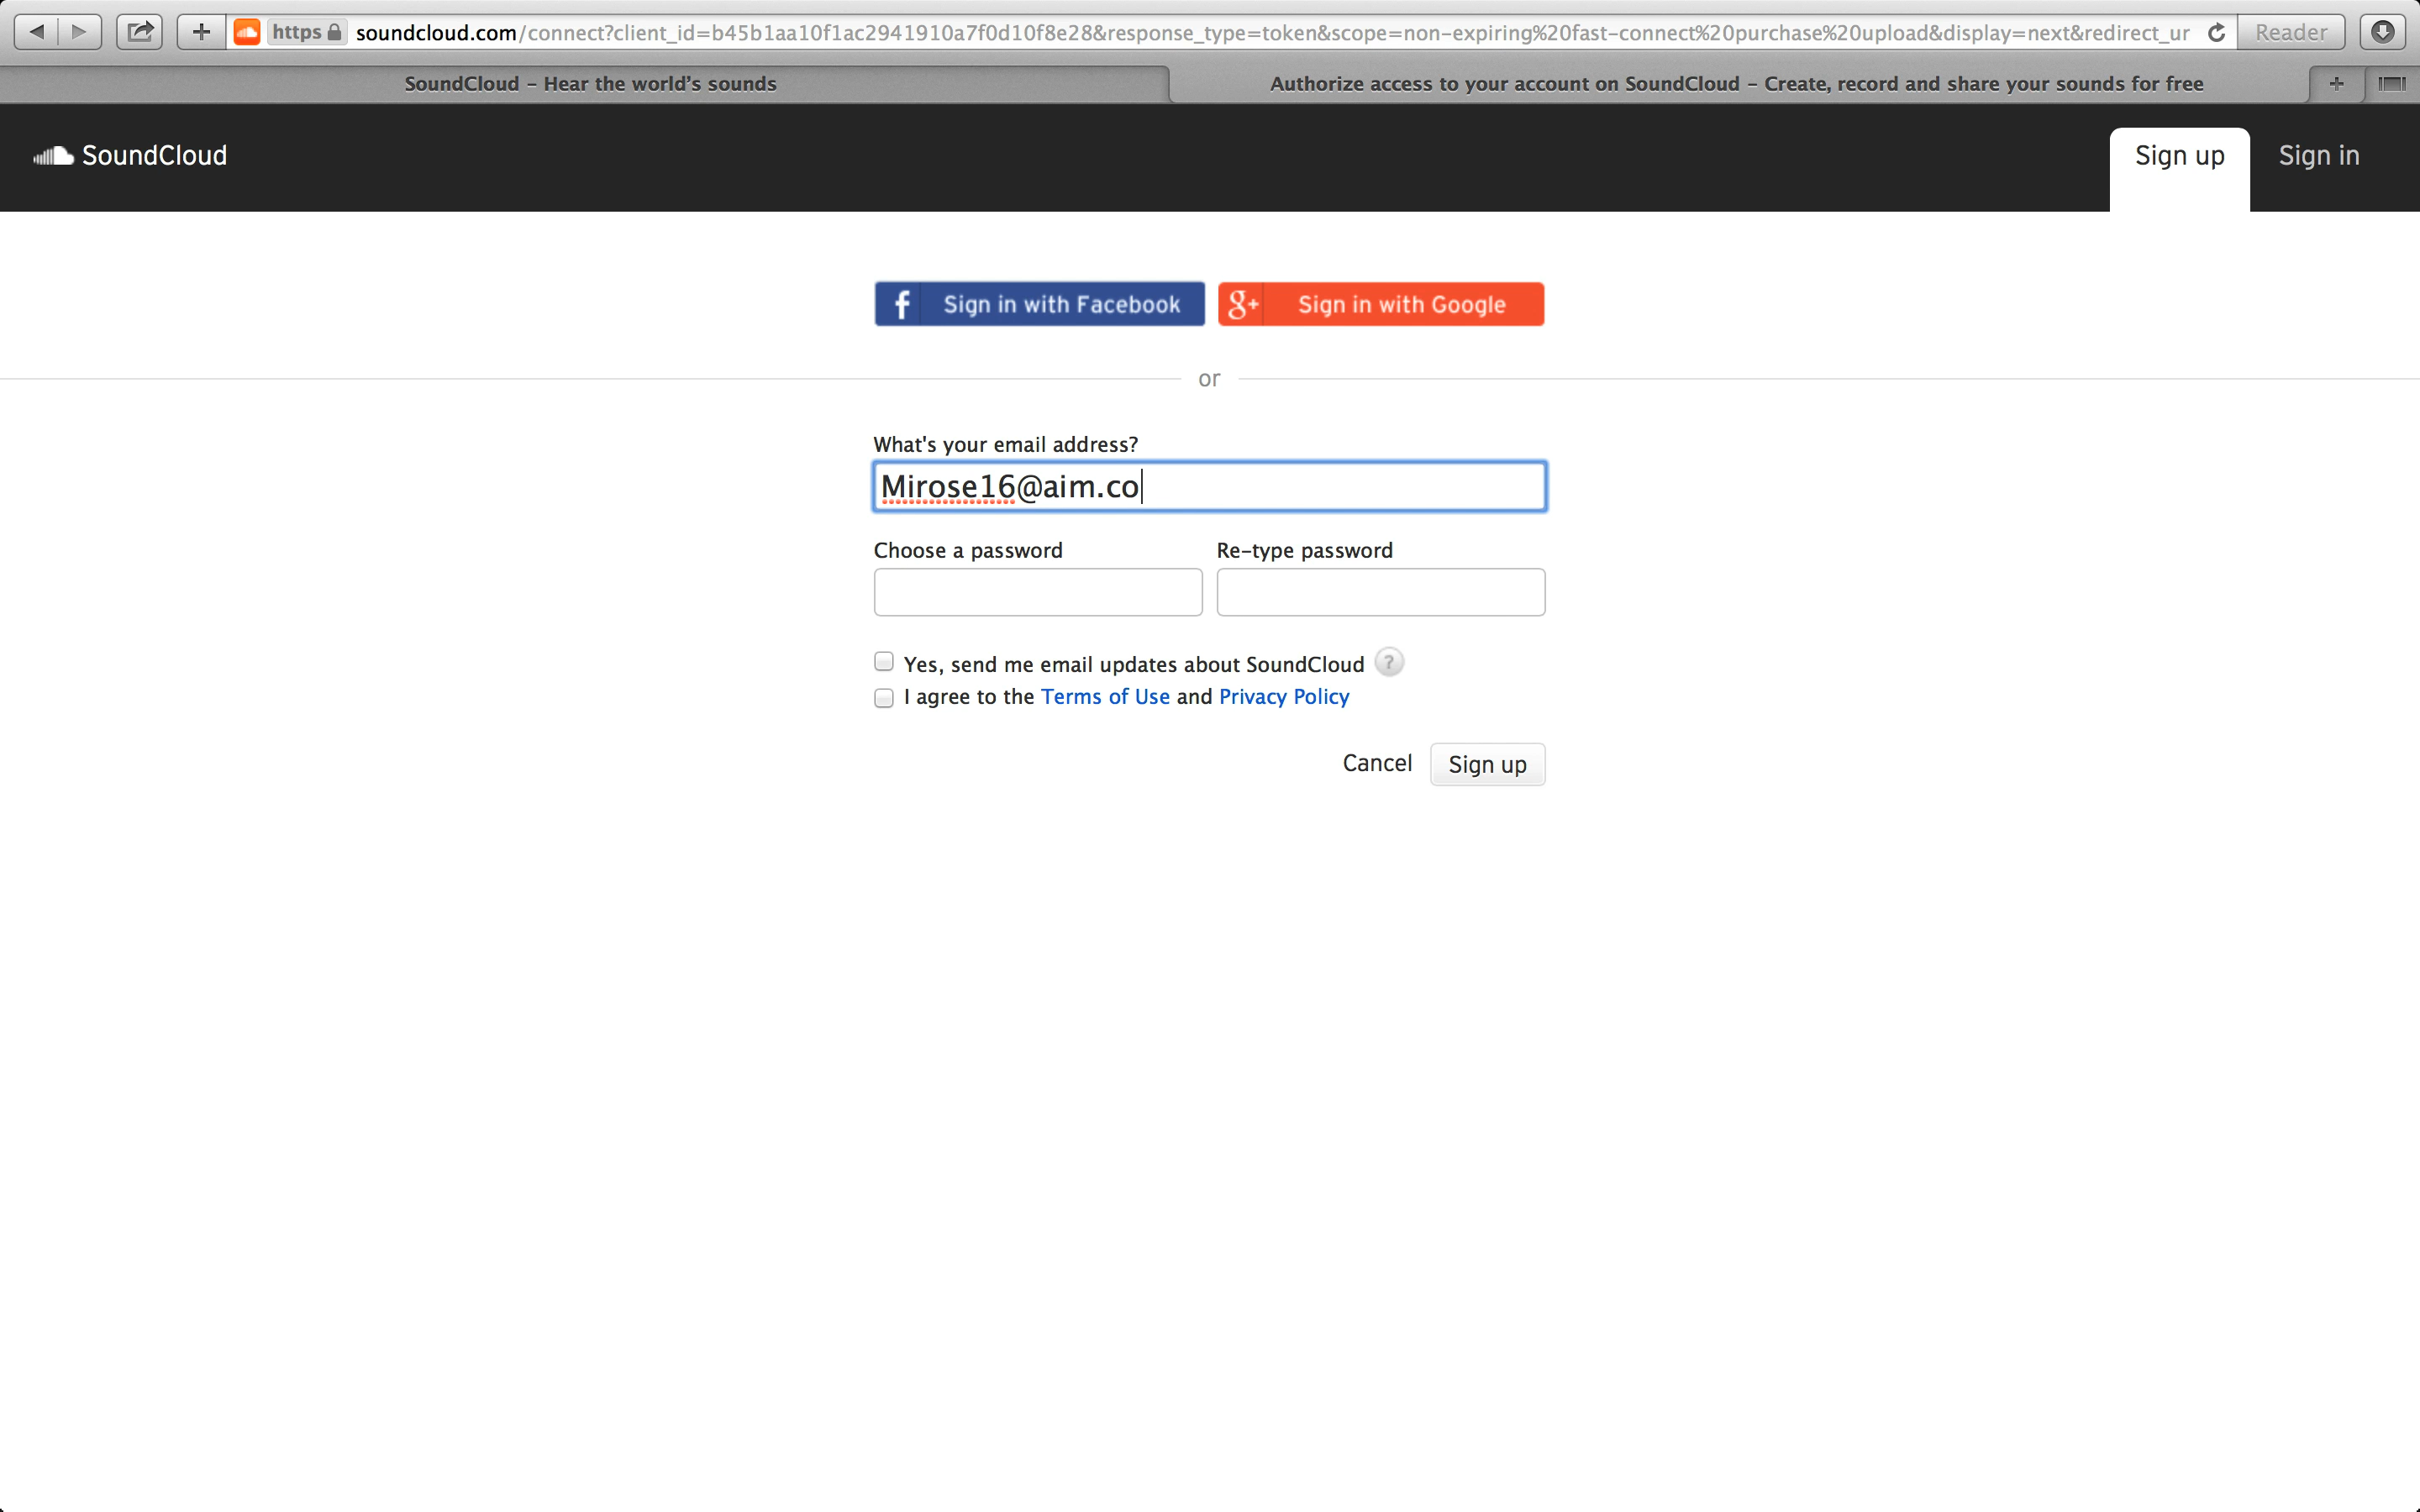 https soundcloud.com/connect?client_id=b45b1aa10f1ac2941910a7f0d10f8e28&response_type=token&scope=non-expiring%20fast-connect%20purchase%20upload&display=next&redirect_ur Reader
SoundCloud – Hear the world’s sounds
Authorize access to your account on SoundCloud – Create, record and share your sounds for free
SoundCloud
Sign up
Sign in
f Sign in with Facebook
g+ Sign in with Google
or
What's your email address?
Mirose16@aim.co
Choose a password
Re-type password
Yes, send me email updates about SoundCloud ?
I agree to the Terms of Use and Privacy Policy
Cancel
Sign up